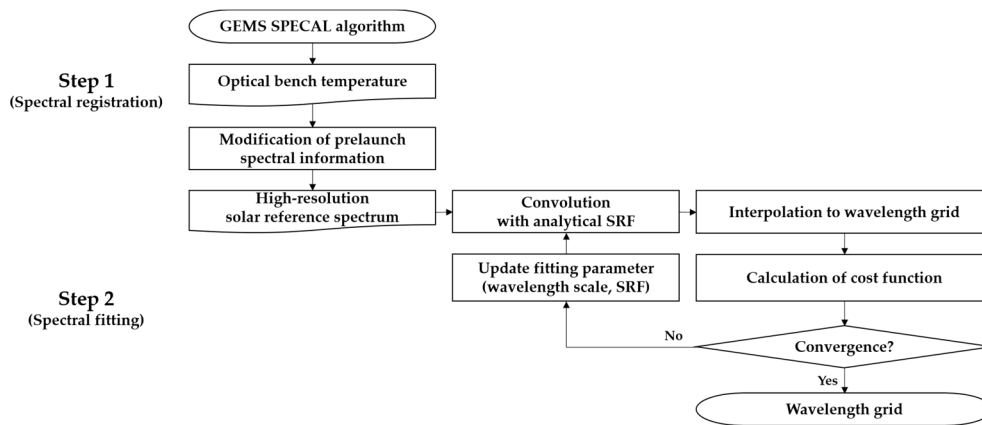 GEMS SPECAL algorithm
Step 1
(Spectral registration)
Optical bench temperature
Modification of prelaunch
spectral information
High-resolution
solar reference spectrum
Convolution
with analytical SRF
Interpolation to wavelength grid
Step 2
(Spectral fitting)
Update fitting parameter
(wavelength scale, SRF)
Calculation of cost function
No
Convergence?
Yes
Wavelength grid